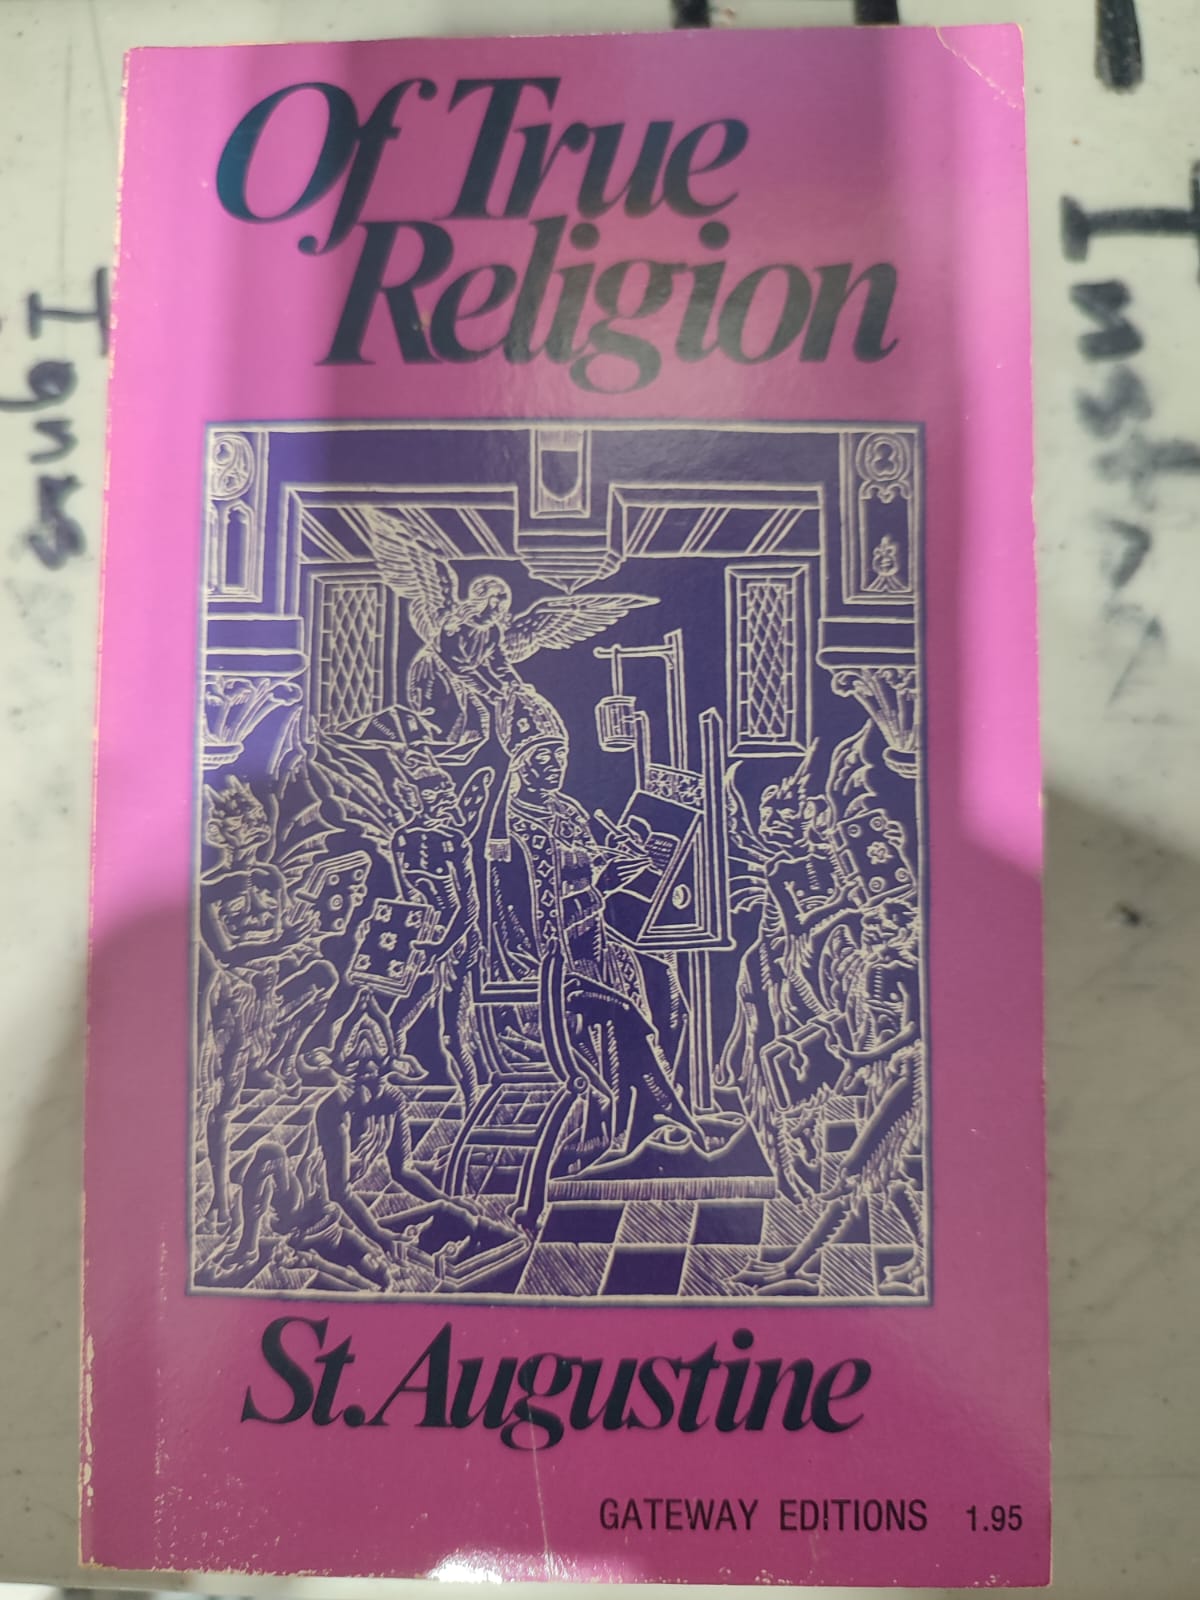 Of True
Religion
St. Augustine
GATEWAY EDITIONS 1.95